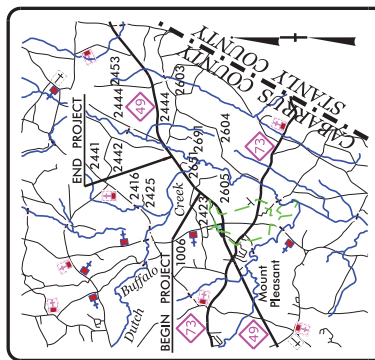 CABARRUS COUNTY
STANLY COUNTY
END PROJECT
2441
2442
2416
2425
2444
2453
49
2444
2603
2651
2691
2604
73
2605
2423
1006
BEGIN PROJECT
Dutch
Buffalo
Creek
Mount
Pleasant
73
49